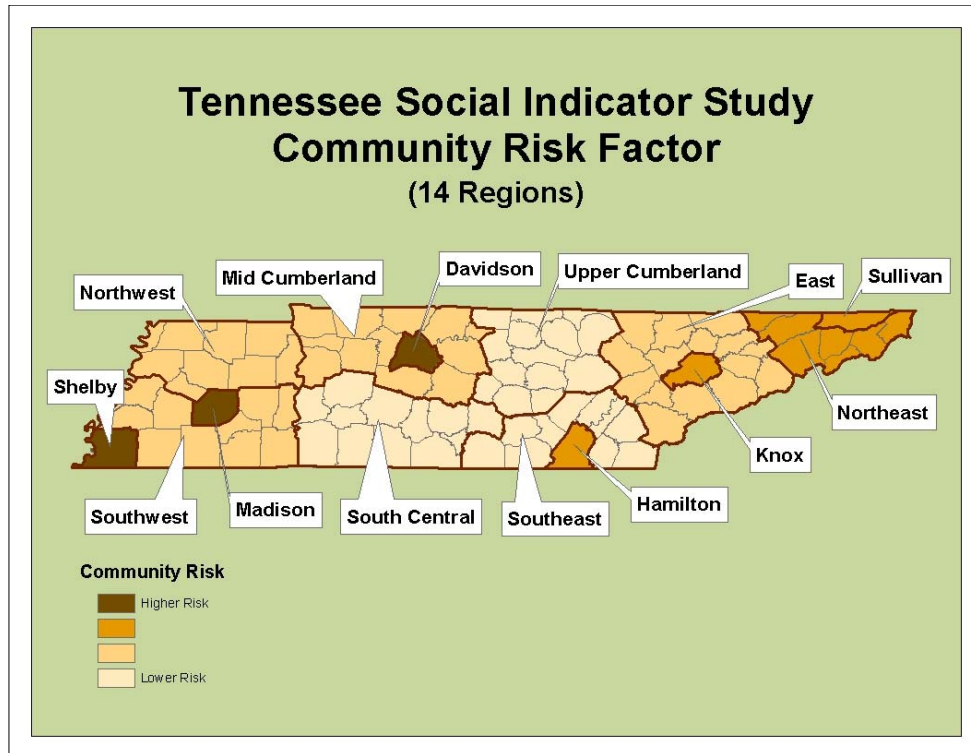 Tennessee Social Indicator Study
Community Risk Factor
(14 Regions)
Mid Cumberland
Davidson
Upper Cumberland
East
Sullivan
Northwest
Shelby
Northeast
Knox
Southwest
Madison
South Central
Southeast
Hamilton
Community Risk
Higher Risk
Lower Risk